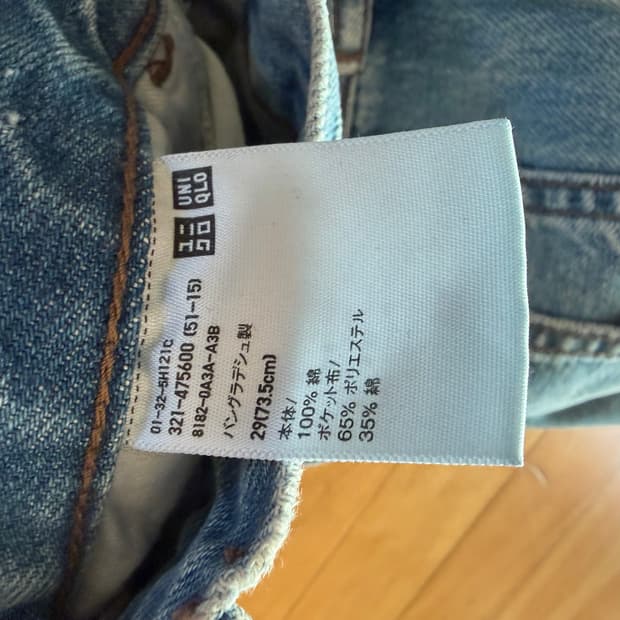 ユニ
クロ
UNI
QLO
01-32-5H121C
321-475600 (51-15)
8182-0A3A-A3B
バングラデシュ製
29(73.5cm)
本体/
100% 綿
ポケット布/
65% ポリエステル
35% 綿